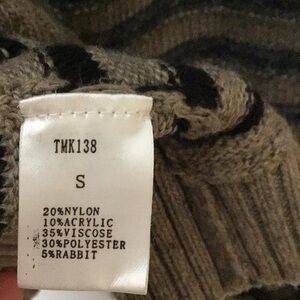 TMK138
S
20%NYLON
10%ACRYLIC
35%VISCOSE
30%POLYESTER
5%RABBIT